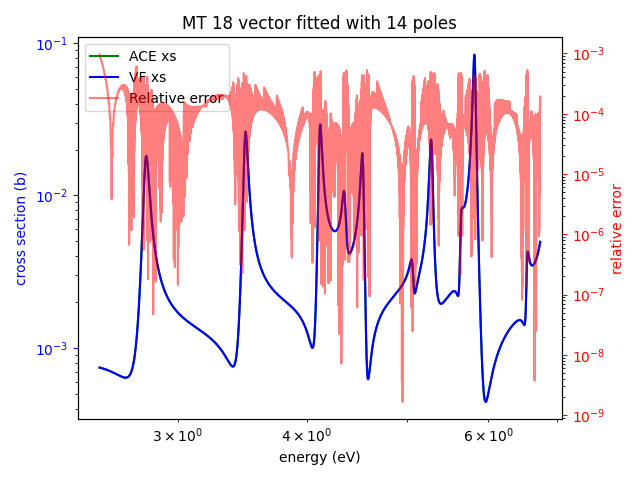 MT 18 vector fitted with 14 poles
ACE xs
VF xs
Relative error
cross section (b)
10⁻¹
10⁻²
10⁻³
relative error
10⁻³
10⁻⁴
10⁻⁵
10⁻⁶
10⁻⁷
10⁻⁸
10⁻⁹
3 × 10⁰ 4 × 10⁰ 6 × 10⁰
energy (eV)